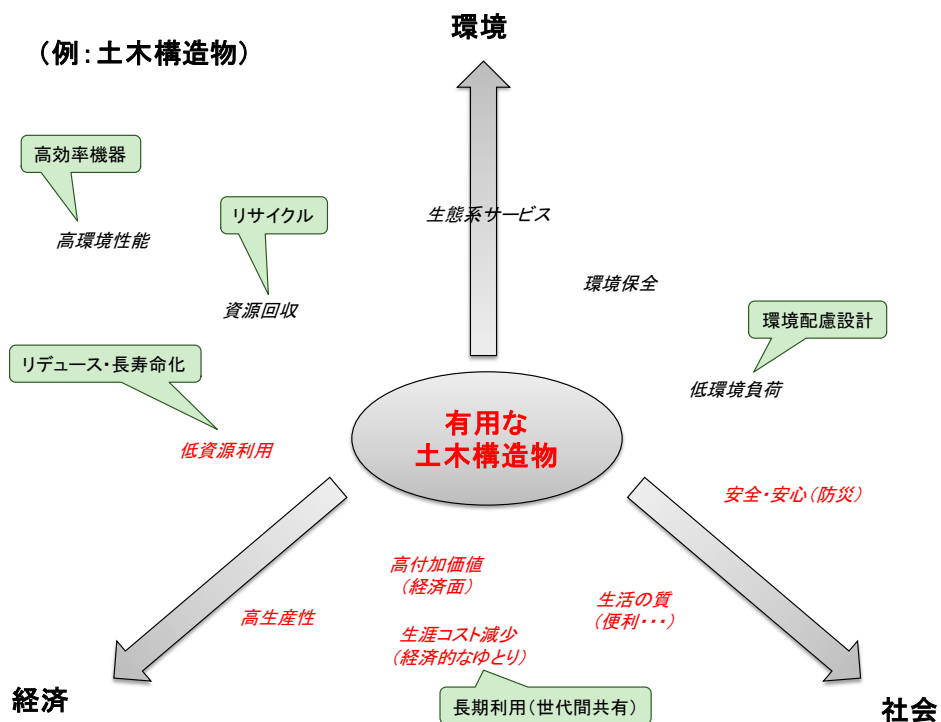 環境
（例：土木構造物）
高効率機器
高環境性能
リサイクル
資源回収
生態系サービス
環境保全
環境配慮設計
低環境負荷
リデュース・長寿命化
低資源利用
有用な
土木構造物
安全・安心（防災）
高付加価値
（経済面）
高生産性
生活の質
（便利・・・）
生涯コスト減少
（経済的なゆとり）
長期利用（世代間共有）
経済
社会